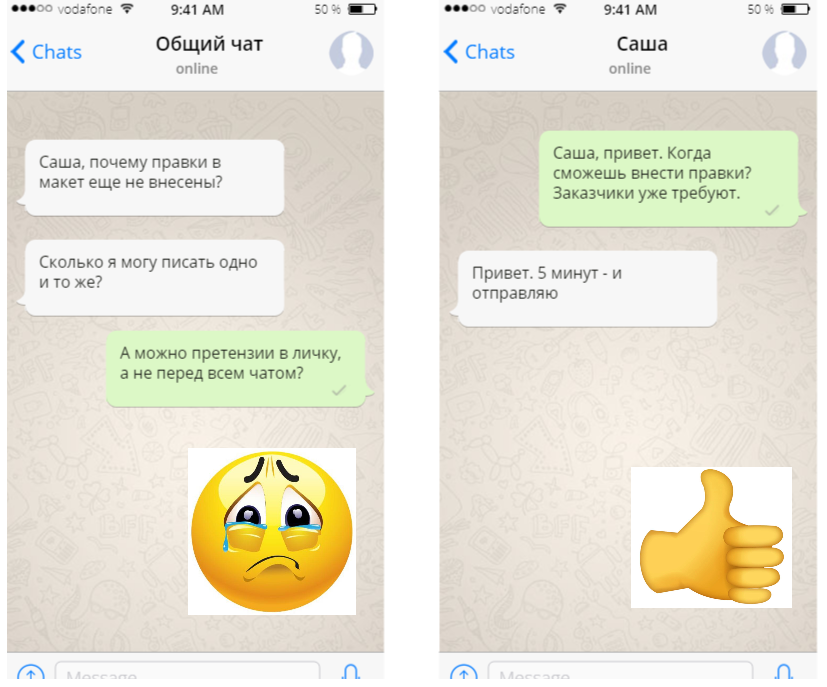 vodafone
9:41 AM
50 %
Chats
Общий чат
online
Саша, почему правки в
макет еще не внесены?
Сколько я могу писать одно
и то же?
А можно претензии в личку,
а не перед всем чатом?
Message
vodafone
9:41 AM
50 %
Chats
Саша
online
Саша, привет. Когда
сможешь внести правки?
Заказчики уже требуют.
Привет. 5 минут - и
отправляю
Message